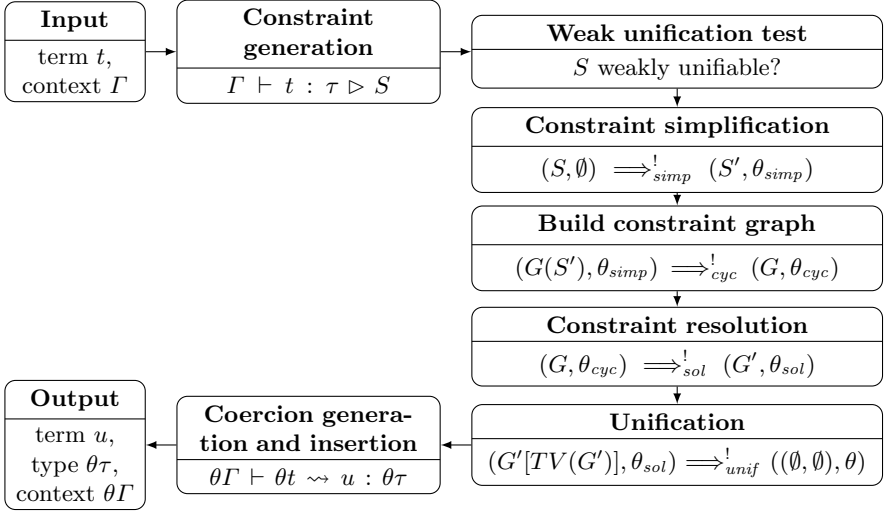 Input
term t,
context Γ
Constraint
generation
Γ ⊢ t : τ ▷ S
Weak unification test
S weakly unifiable?
Constraint simplification
(S, ∅) ⟹!simp (S′, θsimp)
Build constraint graph
(G(S′), θsimp) ⟹!cyc (G, θcyc)
Constraint resolution
(G, θcyc) ⟹!sol (G′, θsol)
Unification
(G′[TV(G′)], θsol) ⟹!unif ((∅, ∅), θ)
Coercion genera-
tion and insertion
θΓ ⊢ θt ⇝ u : θτ
Output
term u,
type θτ,
context θΓ